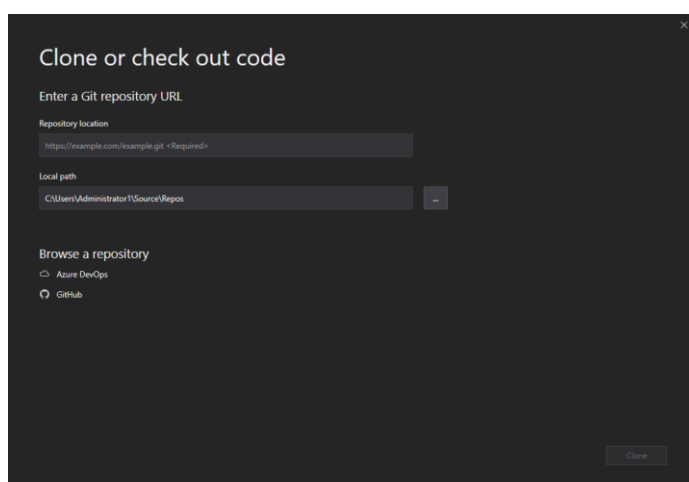 Clone or check out code
Enter a Git repository URL
Repository location
https://example.com/example.git <Required>
Local path
C:\Users\Administrator1\Source\Repos
...
Browse a repository
Azure DevOps
GitHub
Clone